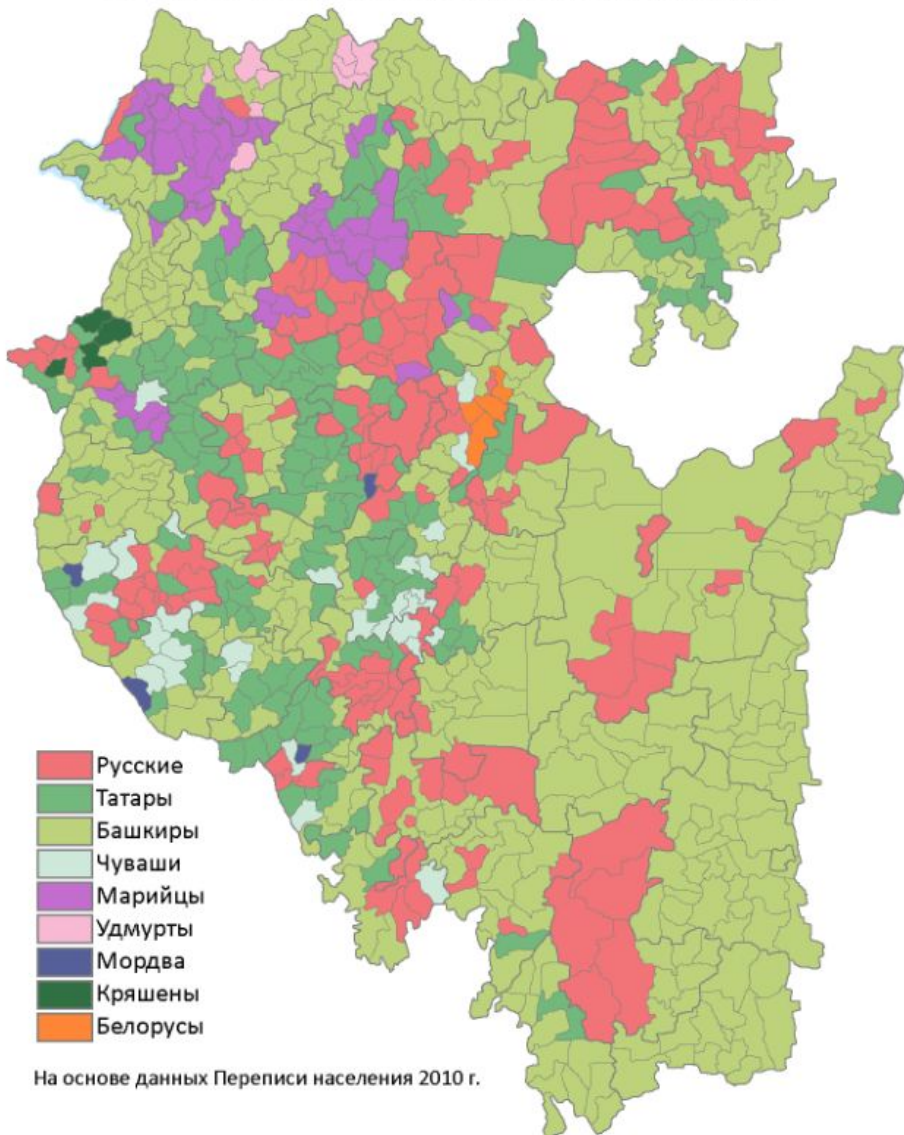 Русские
Татары
Башкиры
Чуваши
Марийцы
Удмурты
Мордва
Кряшены
Белорусы
На основе данных Переписи населения 2010 г.